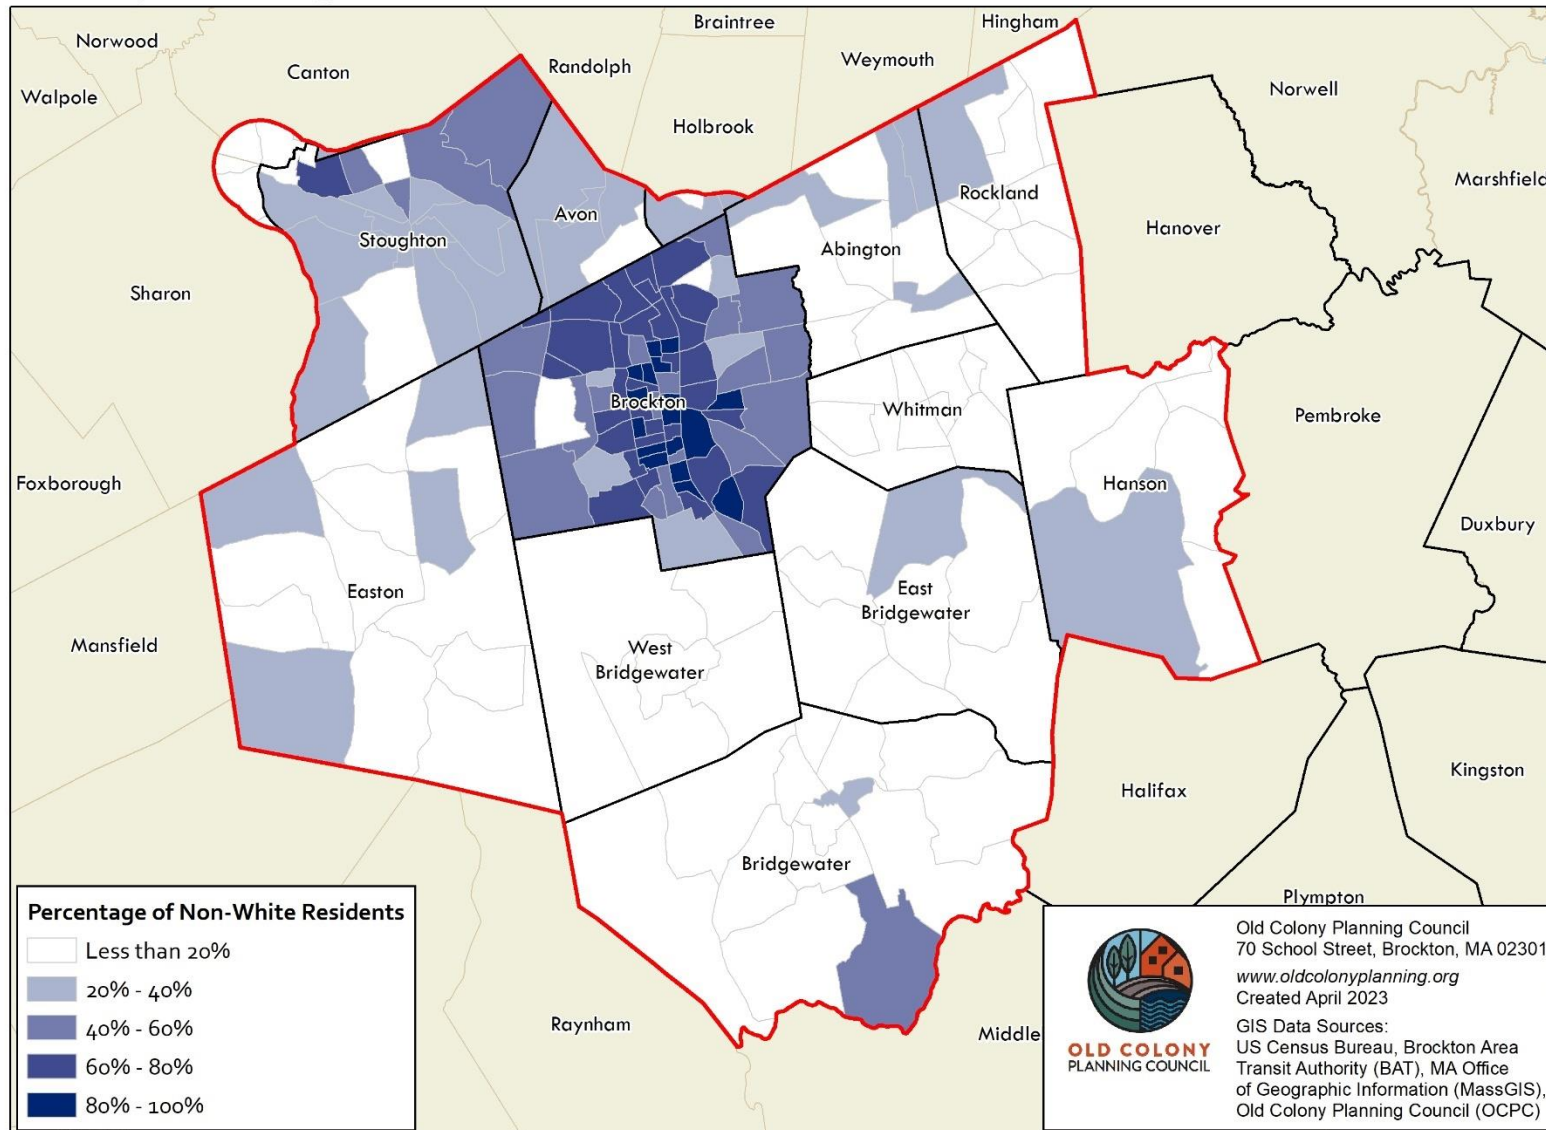 Braintree
Hingham
Norwood
Canton
Randolph
Weymouth
Walpole
Norwell
Holbrook
Marshfield
Rockland
Avon
Hanover
Stoughton
Abington
Sharon
Brockton
Whitman
Pembroke
Foxborough
Hanson
Duxbury
Easton
East
Bridgewater
Mansfield
West
Bridgewater
Kingston
Halifax
Bridgewater
Plympton
Raynham
Middle
Percentage of Non-White Residents
Less than 20%
20% - 40%
40% - 60%
60% - 80%
80% - 100%
OLD COLONY
PLANNING COUNCIL
Old Colony Planning Council
70 School Street, Brockton, MA 02301
www.oldcolonyplanning.org
Created April 2023
GIS Data Sources:
US Census Bureau, Brockton Area
Transit Authority (BAT), MA Office
of Geographic Information (MassGIS),
Old Colony Planning Council (OCPC)